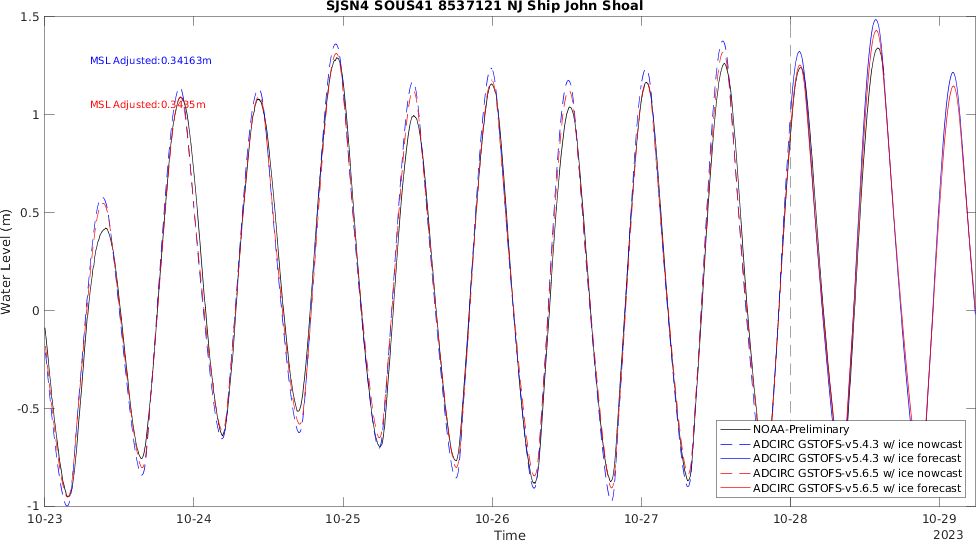 SJSN4 SOUS41 8537121 NJ Ship John Shoal
1.5
1
0.5
0
-0.5
-1
Water Level (m)
MSL Adjusted:0.34163m
MSL Adjusted:0.3435m
NOAA-Preliminary
ADCIRC GSTOFS-v5.4.3 w/ ice nowcast
ADCIRC GSTOFS-v5.4.3 w/ ice forecast
ADCIRC GSTOFS-v5.6.5 w/ ice nowcast
ADCIRC GSTOFS-v5.6.5 w/ ice forecast
10-23 10-24 10-25 10-26 10-27 10-28 10-29
Time 2023